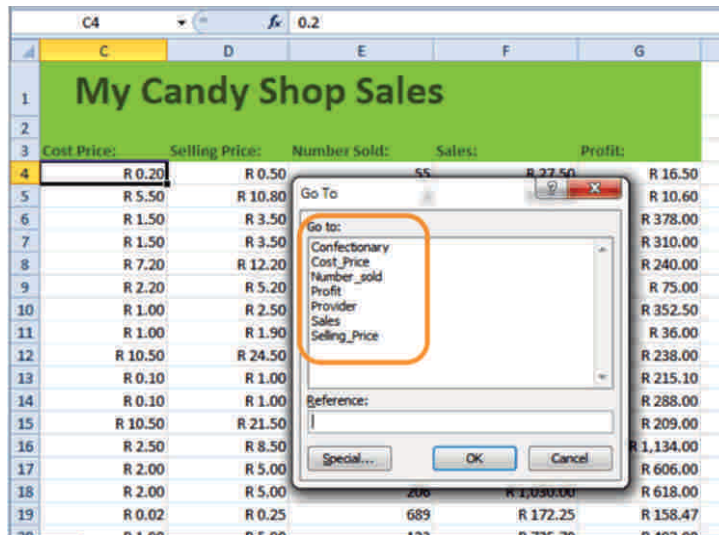 C4 fx 0.2
C D E F G
1 My Candy Shop Sales
2
3 Cost Price: Selling Price: Number Sold: Sales: Profit:
4 R 0.20 R 0.50 55 R 27.50 R 16.50
5 R 5.50 R 10.80 R 10.60
6 R 1.50 R 3.50 R 378.00
7 R 1.50 R 3.50 R 310.00
8 R 7.20 R 12.20 R 240.00
9 R 2.20 R 5.20 R 75.00
10 R 1.00 R 2.50 R 352.50
11 R 1.00 R 1.90 R 36.00
12 R 10.50 R 24.50 R 238.00
13 R 0.10 R 1.00 R 215.10
14 R 0.10 R 1.00 R 288.00
15 R 10.50 R 21.50 R 209.00
16 R 2.50 R 8.50 R 1,134.00
17 R 2.00 R 5.00 R 606.00
18 R 2.00 R 5.00 206 R 1,030.00 R 618.00
19 R 0.02 R 0.25 689 R 172.25 R 158.47
Go To
Go to:
Confectionary
Cost_Price
Number_sold
Profit
Provider
Sales
Selling_Price
Reference:
Special... OK Cancel